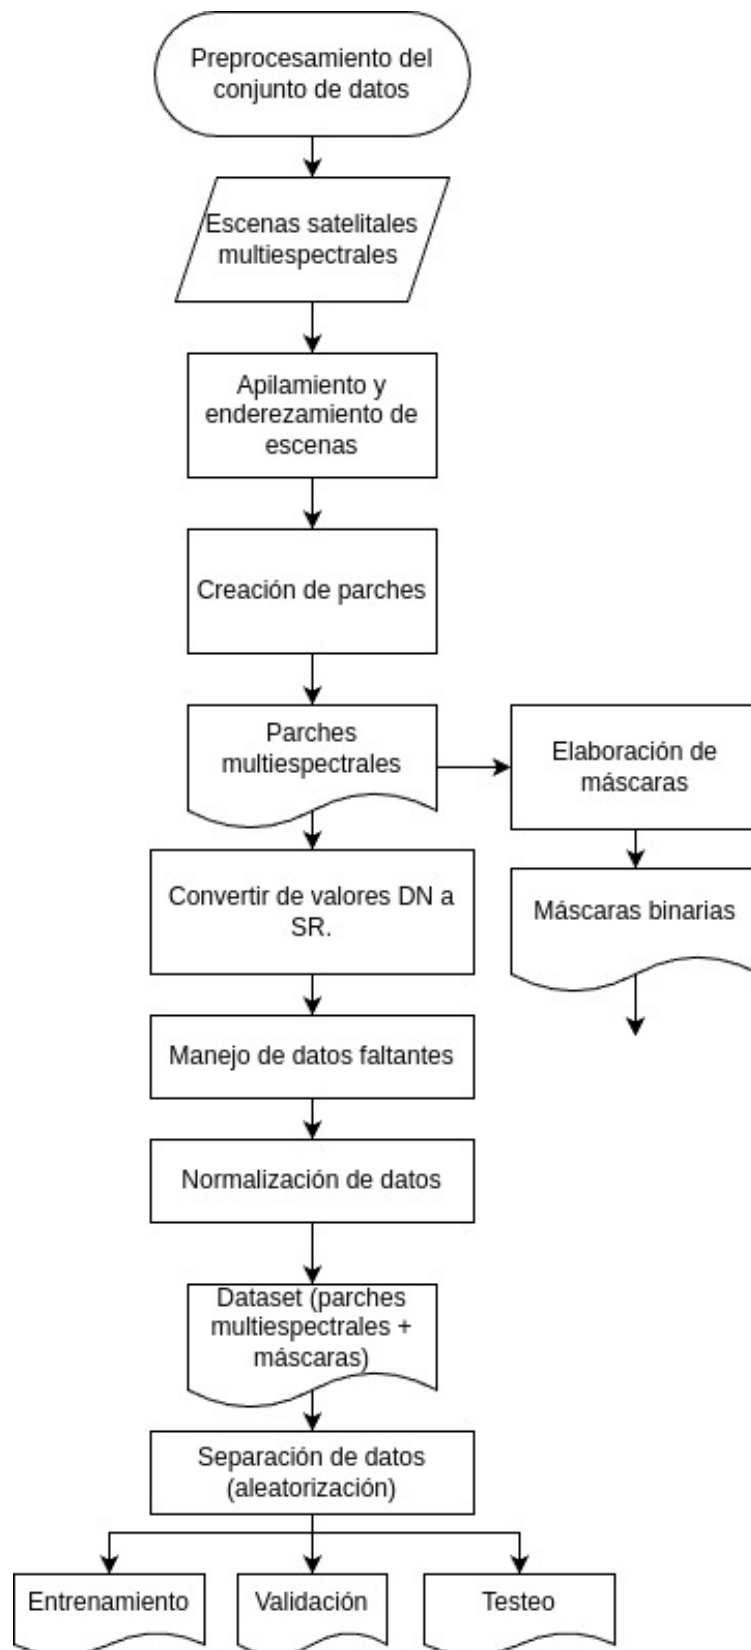 Preprocesamiento del
conjunto de datos
Escenas satelitales
multiespectrales
Apilamiento y
enderezamiento de
escenas
Creación de parches
Parches
multiespectrales
Elaboración de
máscaras
Convertir de valores DN a
SR.
Máscaras binarias
Manejo de datos faltantes
Normalización de datos
Dataset (parches
multiespectrales +
máscaras)
Separación de datos
(aleatorización)
Entrenamiento
Validación
Testeo